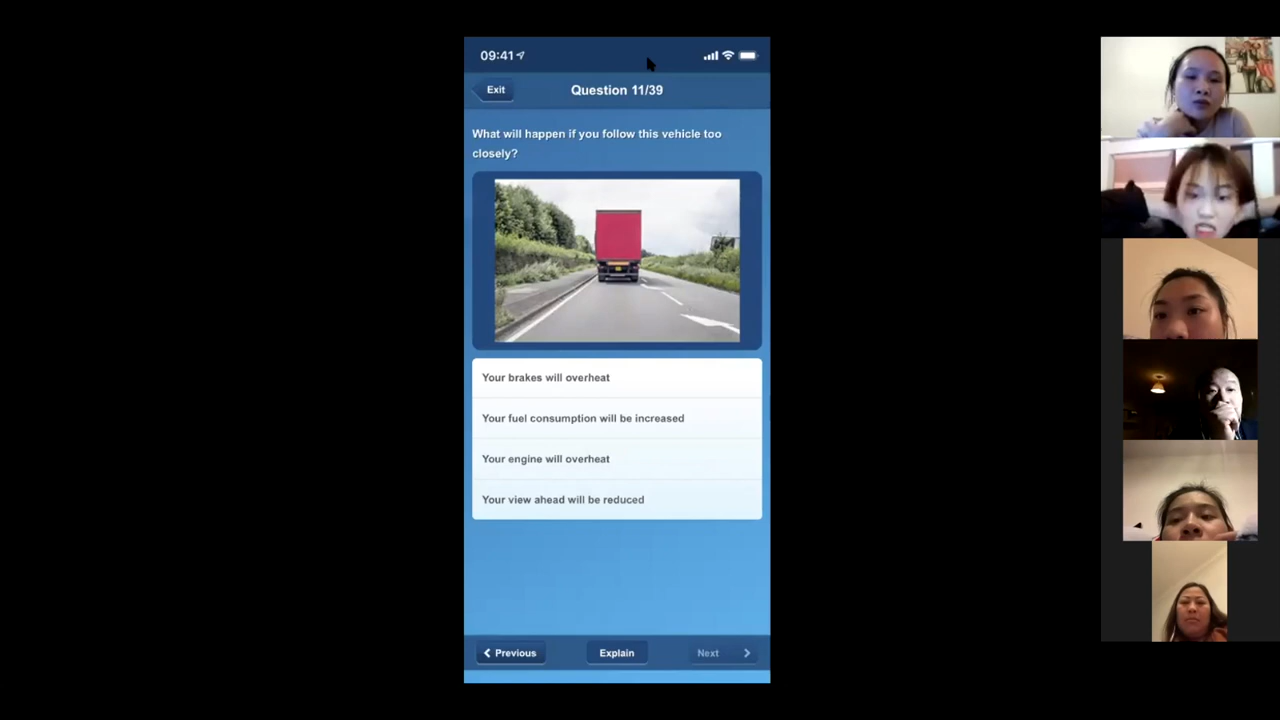 09:41
Exit
Question 11/39
What will happen if you follow this vehicle too
closely?
Your brakes will overheat
Your fuel consumption will be increased
Your engine will overheat
Your view ahead will be reduced
Previous
Explain
Next